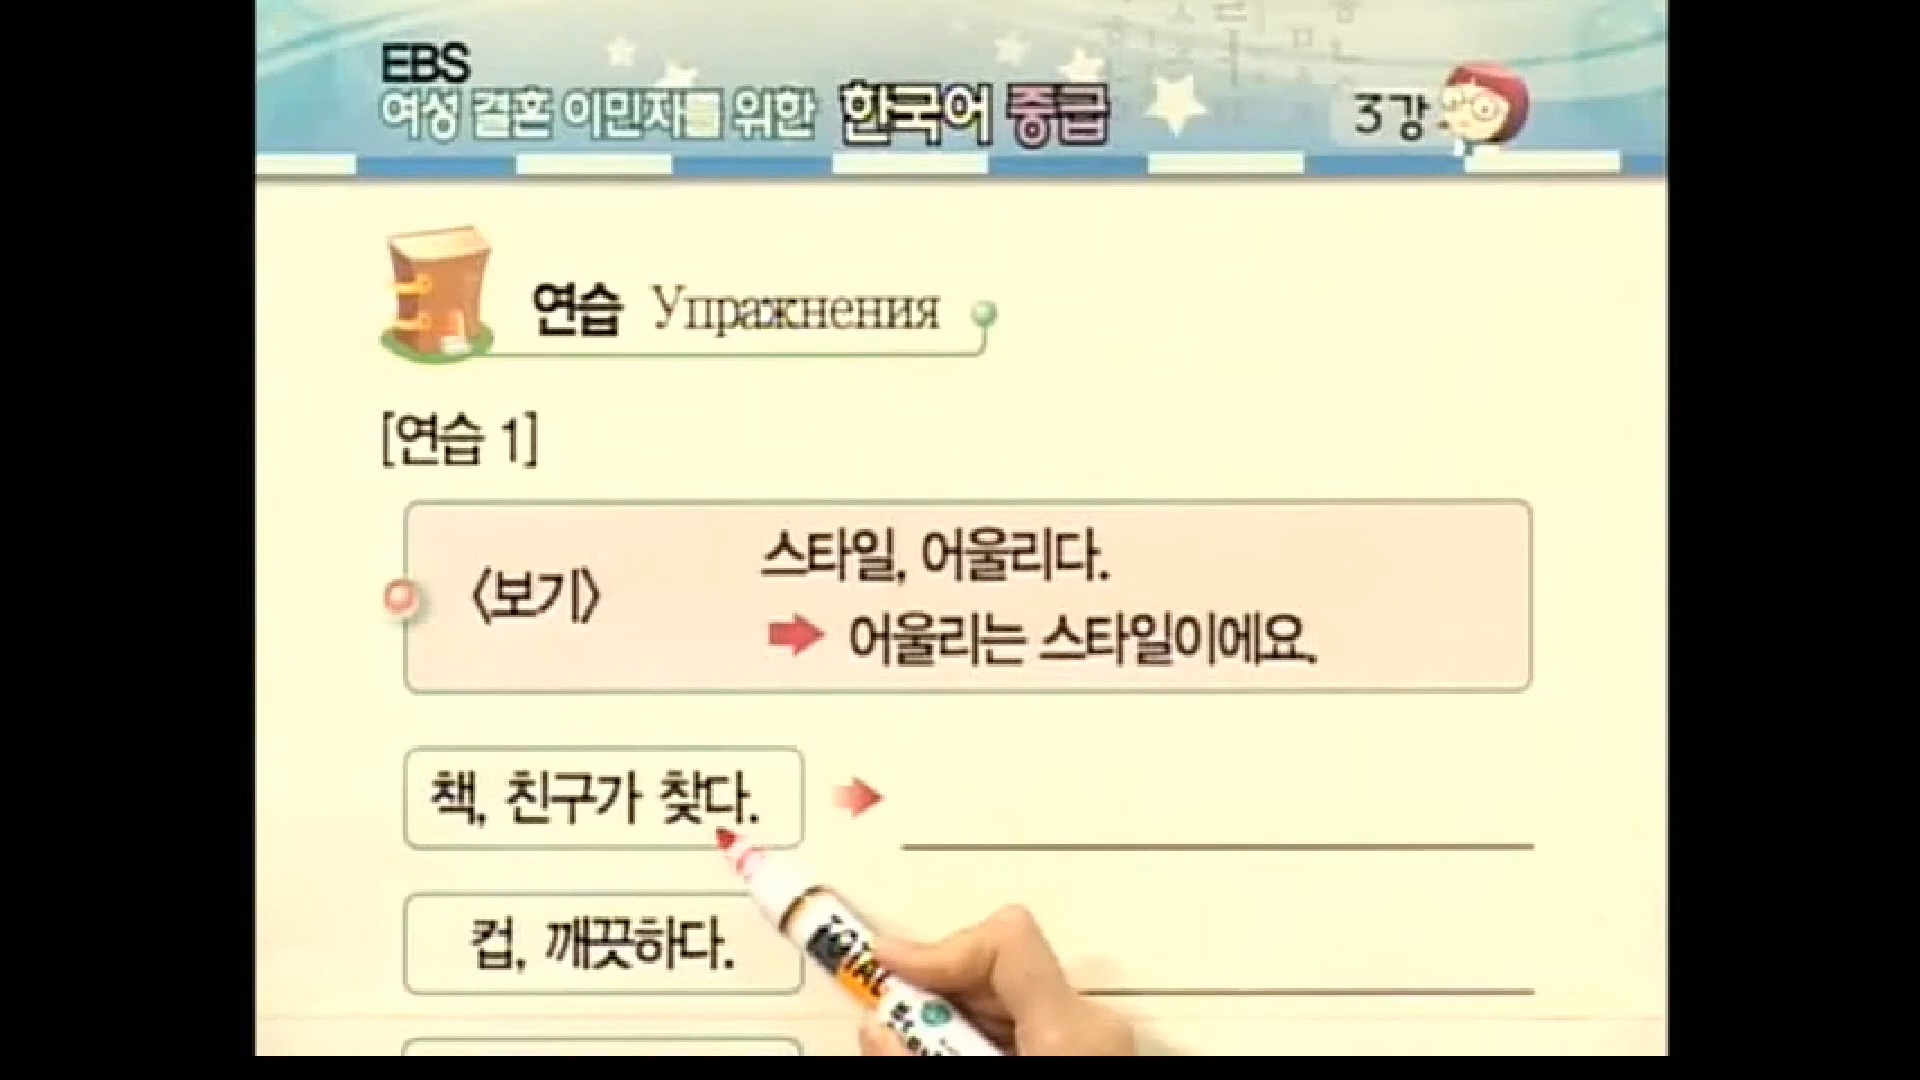 EBS
여성 결혼 이민자를 위한 한국어 중급
3강
연습 Упражнения
[연습 1]
<보기>
스타일, 어울리다.
어울리는 스타일이에요.
책, 친구가 찾다.
컵, 깨끗하다.
TOTAL